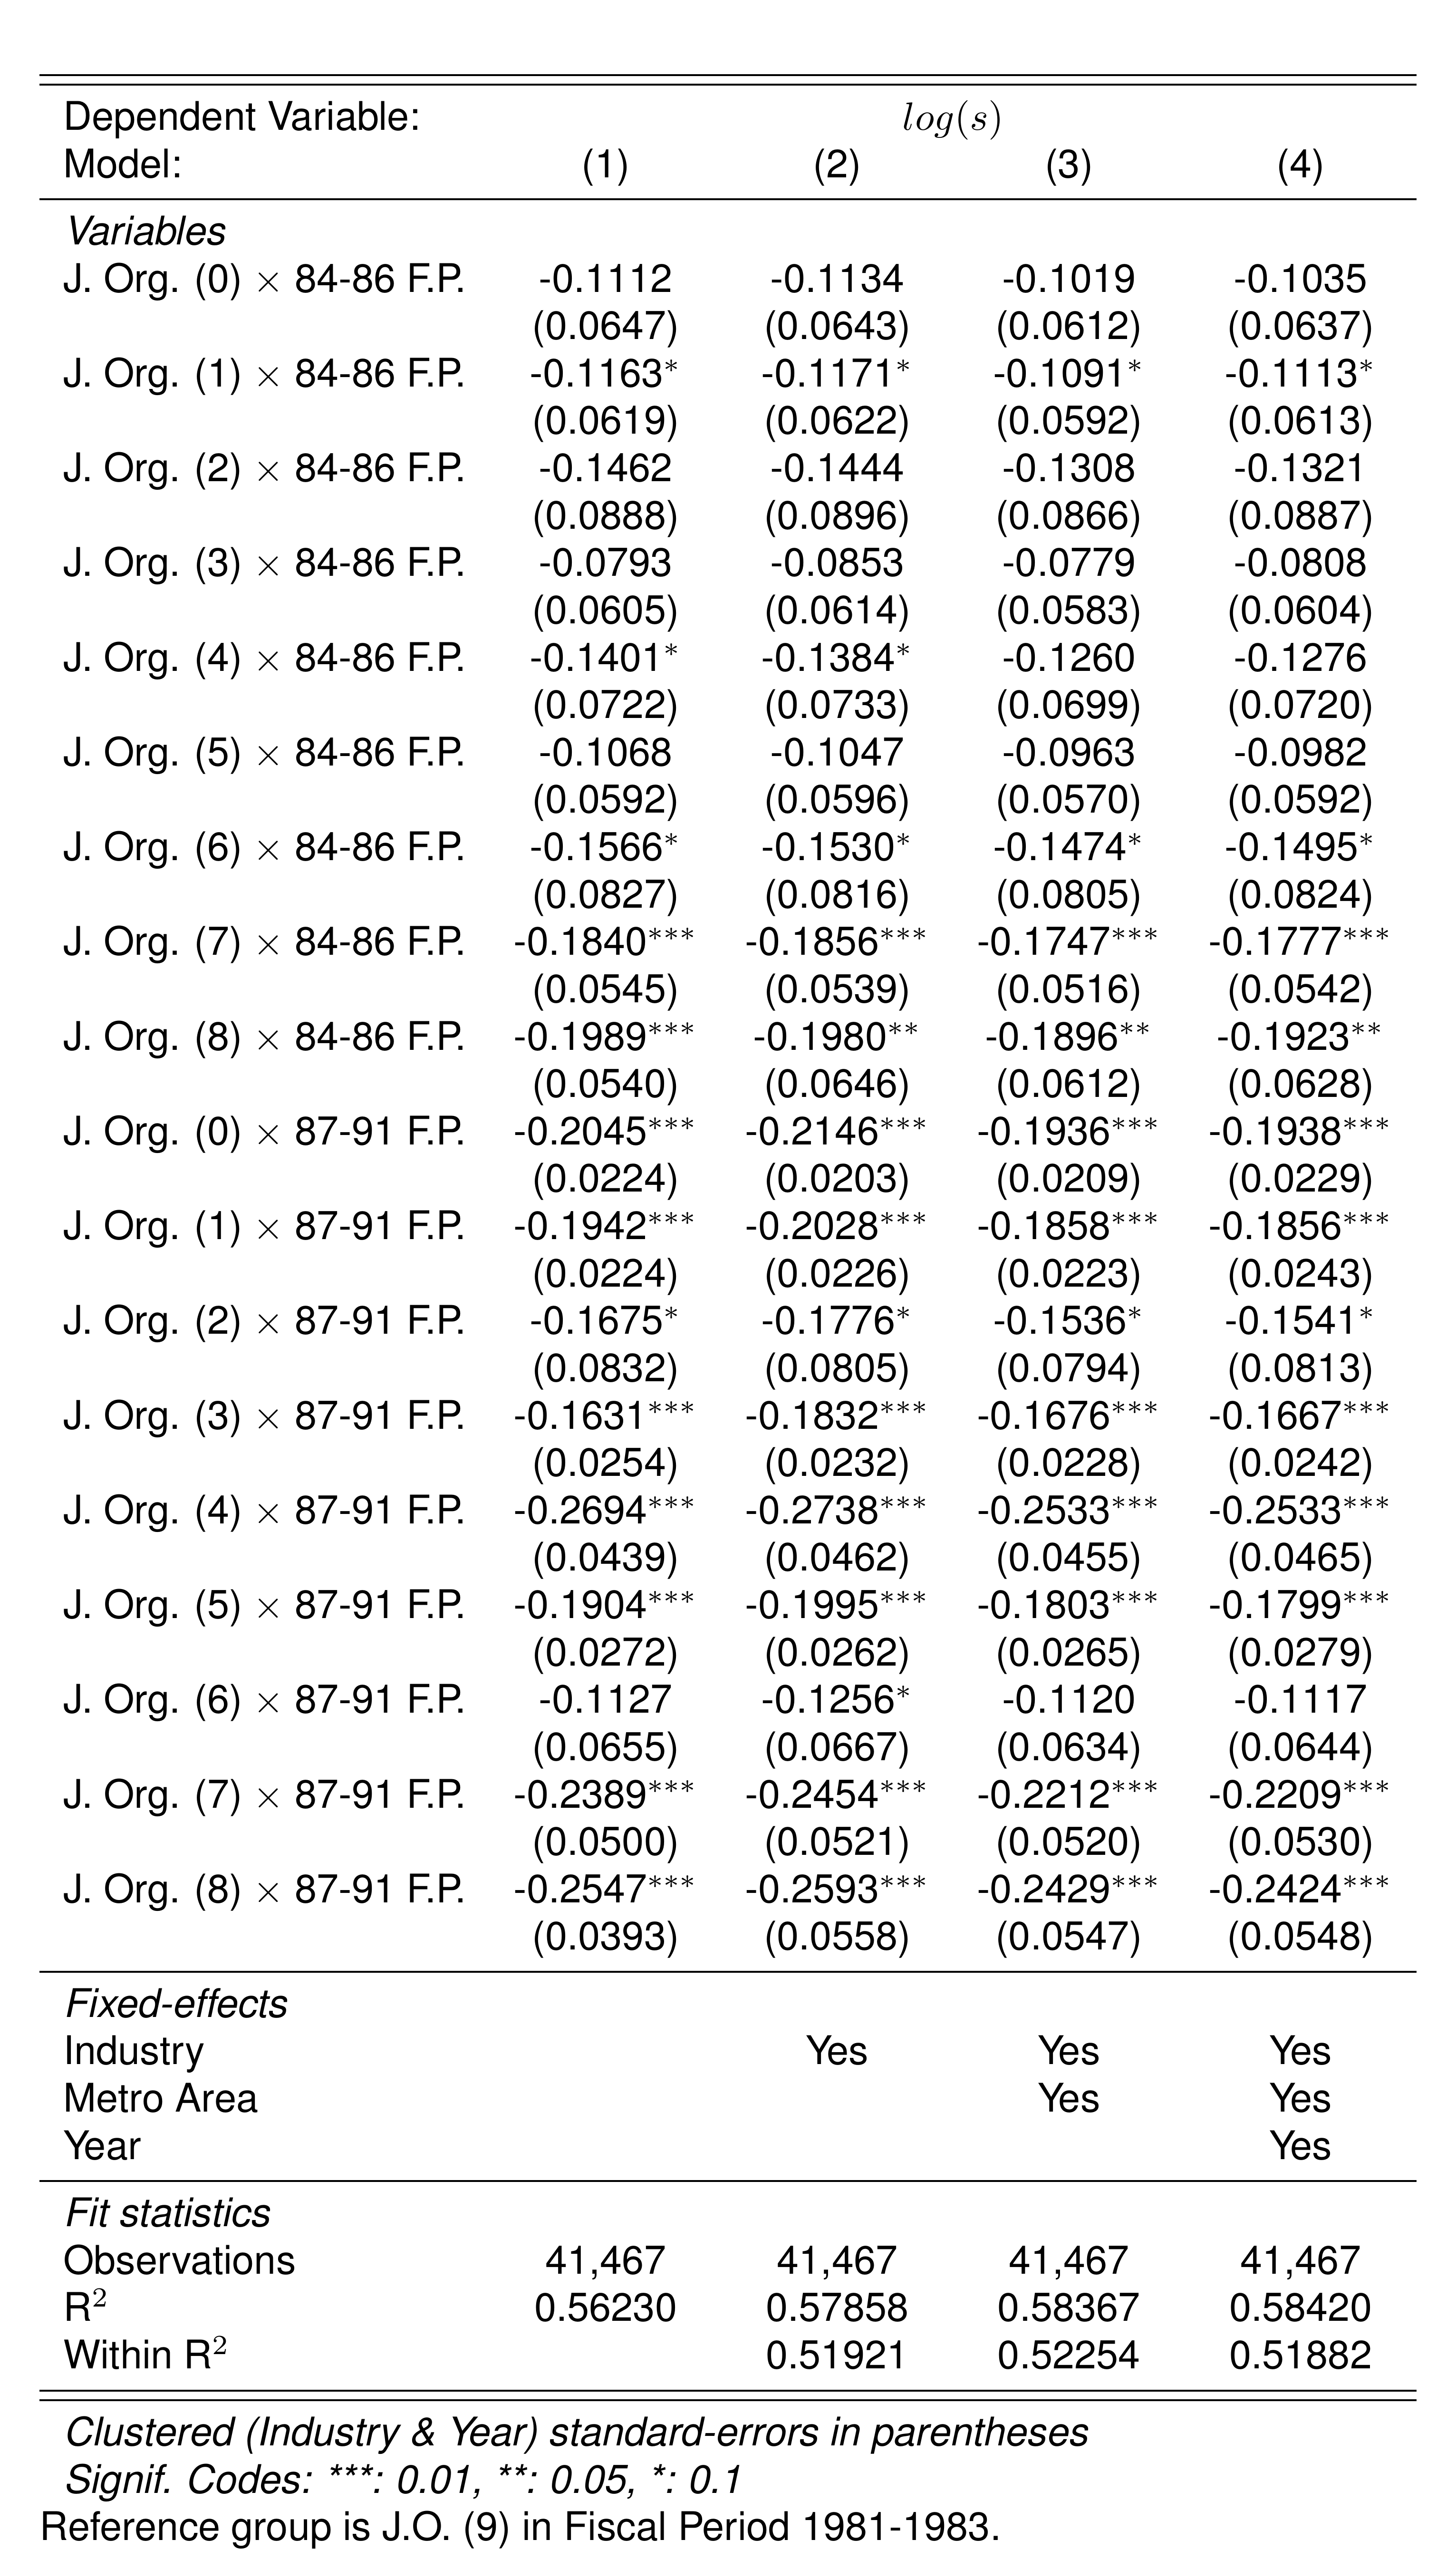 Dependent Variable: log(s)
Model: (1) (2) (3) (4)
Variables
J. Org. (0) × 84-86 F.P. -0.1112 -0.1134 -0.1019 -0.1035
(0.0647) (0.0643) (0.0612) (0.0637)
J. Org. (1) × 84-86 F.P. -0.1163* -0.1171* -0.1091* -0.1113*
(0.0619) (0.0622) (0.0592) (0.0613)
J. Org. (2) × 84-86 F.P. -0.1462 -0.1444 -0.1308 -0.1321
(0.0888) (0.0896) (0.0866) (0.0887)
J. Org. (3) × 84-86 F.P. -0.0793 -0.0853 -0.0779 -0.0808
(0.0605) (0.0614) (0.0583) (0.0604)
J. Org. (4) × 84-86 F.P. -0.1401* -0.1384* -0.1260 -0.1276
(0.0722) (0.0733) (0.0699) (0.0720)
J. Org. (5) × 84-86 F.P. -0.1068 -0.1047 -0.0963 -0.0982
(0.0592) (0.0596) (0.0570) (0.0592)
J. Org. (6) × 84-86 F.P. -0.1566* -0.1530* -0.1474* -0.1495*
(0.0827) (0.0816) (0.0805) (0.0824)
J. Org. (7) × 84-86 F.P. -0.1840*** -0.1856*** -0.1747*** -0.1777***
(0.0545) (0.0539) (0.0516) (0.0542)
J. Org. (8) × 84-86 F.P. -0.1989*** -0.1980** -0.1896** -0.1923**
(0.0540) (0.0646) (0.0612) (0.0628)
J. Org. (0) × 87-91 F.P. -0.2045*** -0.2146*** -0.1936*** -0.1938***
(0.0224) (0.0203) (0.0209) (0.0229)
J. Org. (1) × 87-91 F.P. -0.1942*** -0.2028*** -0.1858*** -0.1856***
(0.0224) (0.0226) (0.0223) (0.0243)
J. Org. (2) × 87-91 F.P. -0.1675* -0.1776* -0.1536* -0.1541*
(0.0832) (0.0805) (0.0794) (0.0813)
J. Org. (3) × 87-91 F.P. -0.1631*** -0.1832*** -0.1676*** -0.1667***
(0.0254) (0.0232) (0.0228) (0.0242)
J. Org. (4) × 87-91 F.P. -0.2694*** -0.2738*** -0.2533*** -0.2533***
(0.0439) (0.0462) (0.0455) (0.0465)
J. Org. (5) × 87-91 F.P. -0.1904*** -0.1995*** -0.1803*** -0.1799***
(0.0272) (0.0262) (0.0265) (0.0279)
J. Org. (6) × 87-91 F.P. -0.1127 -0.1256* -0.1120 -0.1117
(0.0655) (0.0667) (0.0634) (0.0644)
J. Org. (7) × 87-91 F.P. -0.2389*** -0.2454*** -0.2212*** -0.2209***
(0.0500) (0.0521) (0.0520) (0.0530)
J. Org. (8) × 87-91 F.P. -0.2547*** -0.2593*** -0.2429*** -0.2424***
(0.0393) (0.0558) (0.0547) (0.0548)
Fixed-effects
Industry Yes Yes Yes
Metro Area Yes Yes
Year Yes
Fit statistics
Observations 41,467 41,467 41,467 41,467
R² 0.56230 0.57858 0.58367 0.58420
Within R² 0.51921 0.52254 0.51882
Clustered (Industry & Year) standard-errors in parentheses
Signif. Codes: ***: 0.01, **: 0.05, *: 0.1
Reference group is J.O. (9) in Fiscal Period 1981-1983.